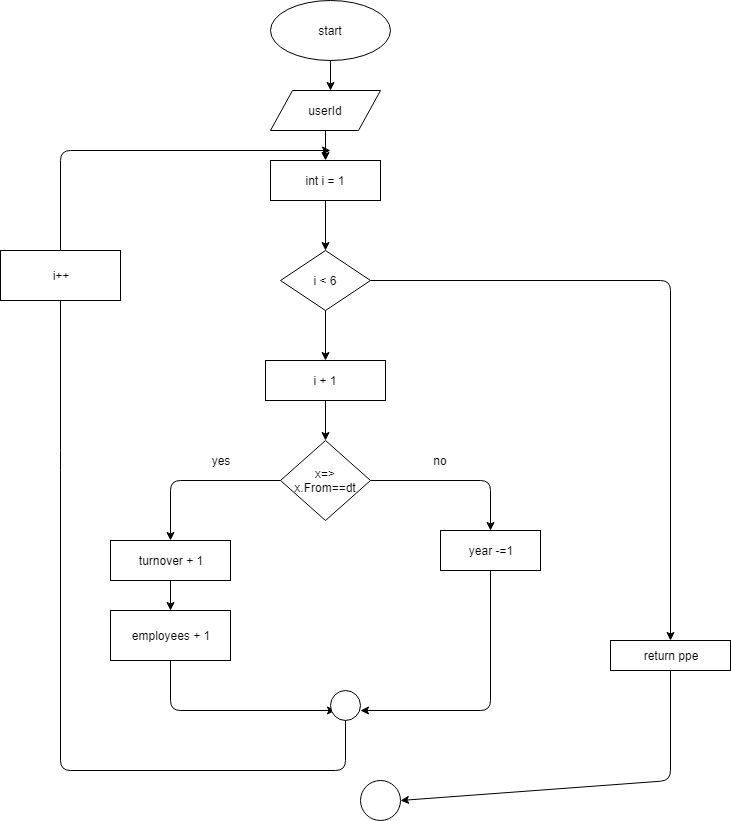 start
userId
int i = 1
i++
i < 6
i + 1
yes
no
x=>
x.From==dt
turnover + 1
year -=1
employees + 1
return ppe